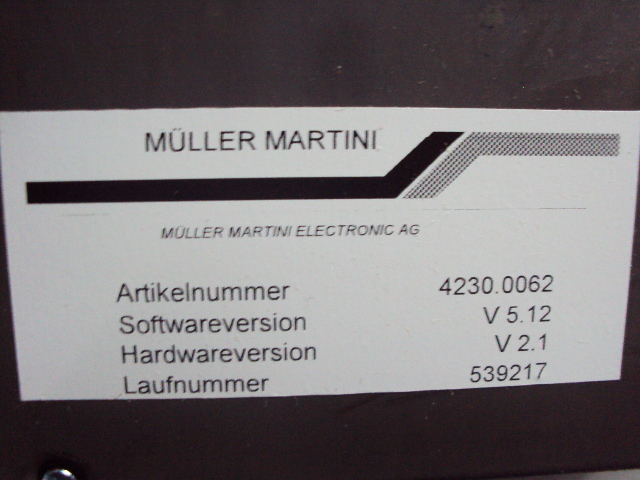 MÜLLER MARTINI
MÜLLER MARTINI ELECTRONIC AG
Artikelnummer 4230.0062
Softwareversion V 5.12
Hardwareversion V 2.1
Laufnummer 539217